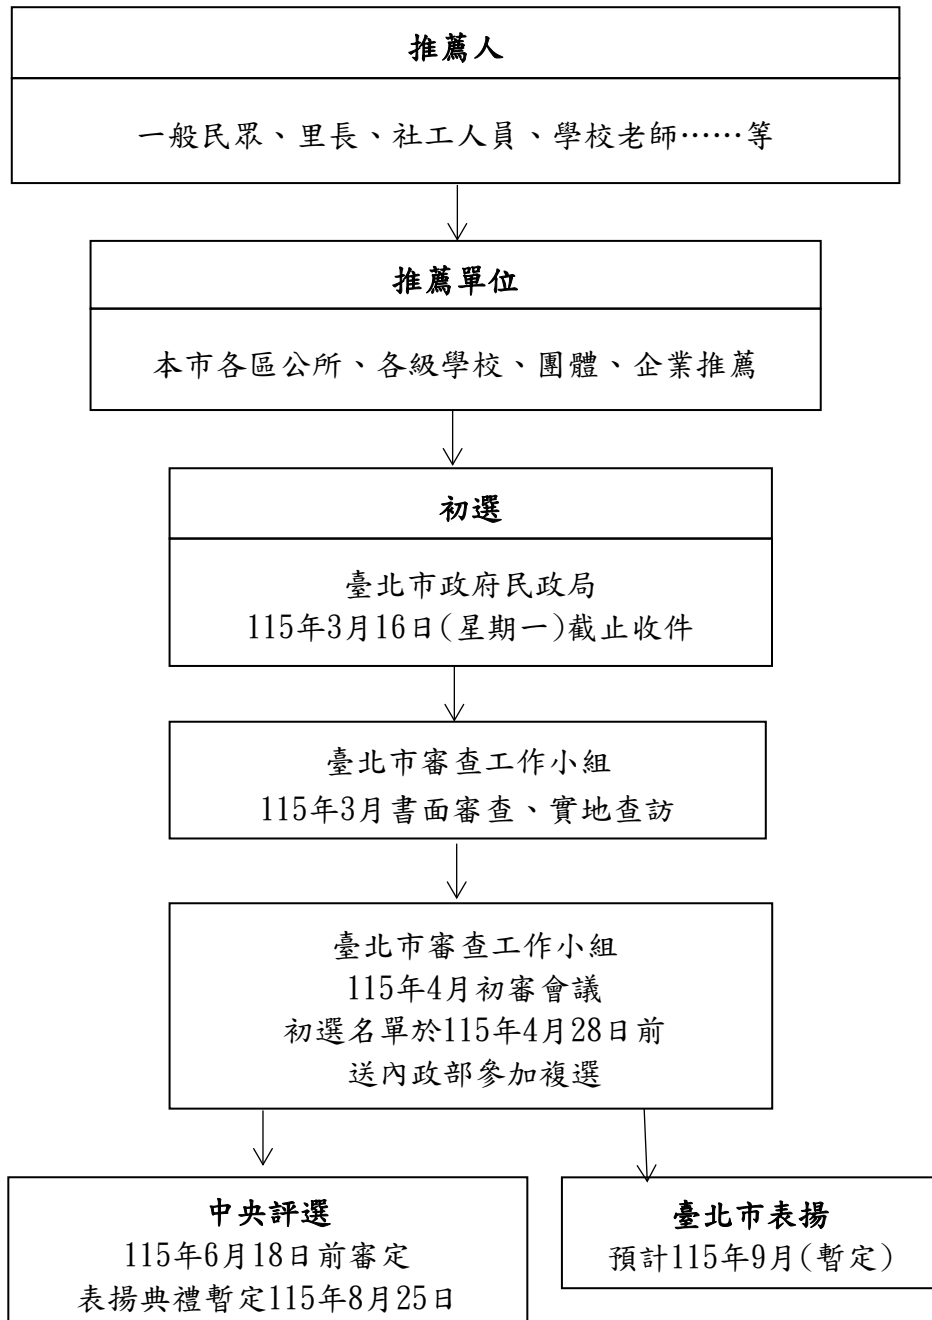 推薦人
一般民眾、里長、社工人員、學校老師……等
推薦單位
本市各區公所、各級學校、團體、企業推薦
初選
臺北市政府民政局
115年3月16日(星期一)截止收件
臺北市審查工作小組
115年3月書面審查、實地查訪
臺北市審查工作小組
115年4月初審會議
初選名單於115年4月28日前
送內政部參加複選
中央評選
115年6月18日前審定
表揚典禮暫定115年8月25日
臺北市表揚
預計115年9月(暫定)